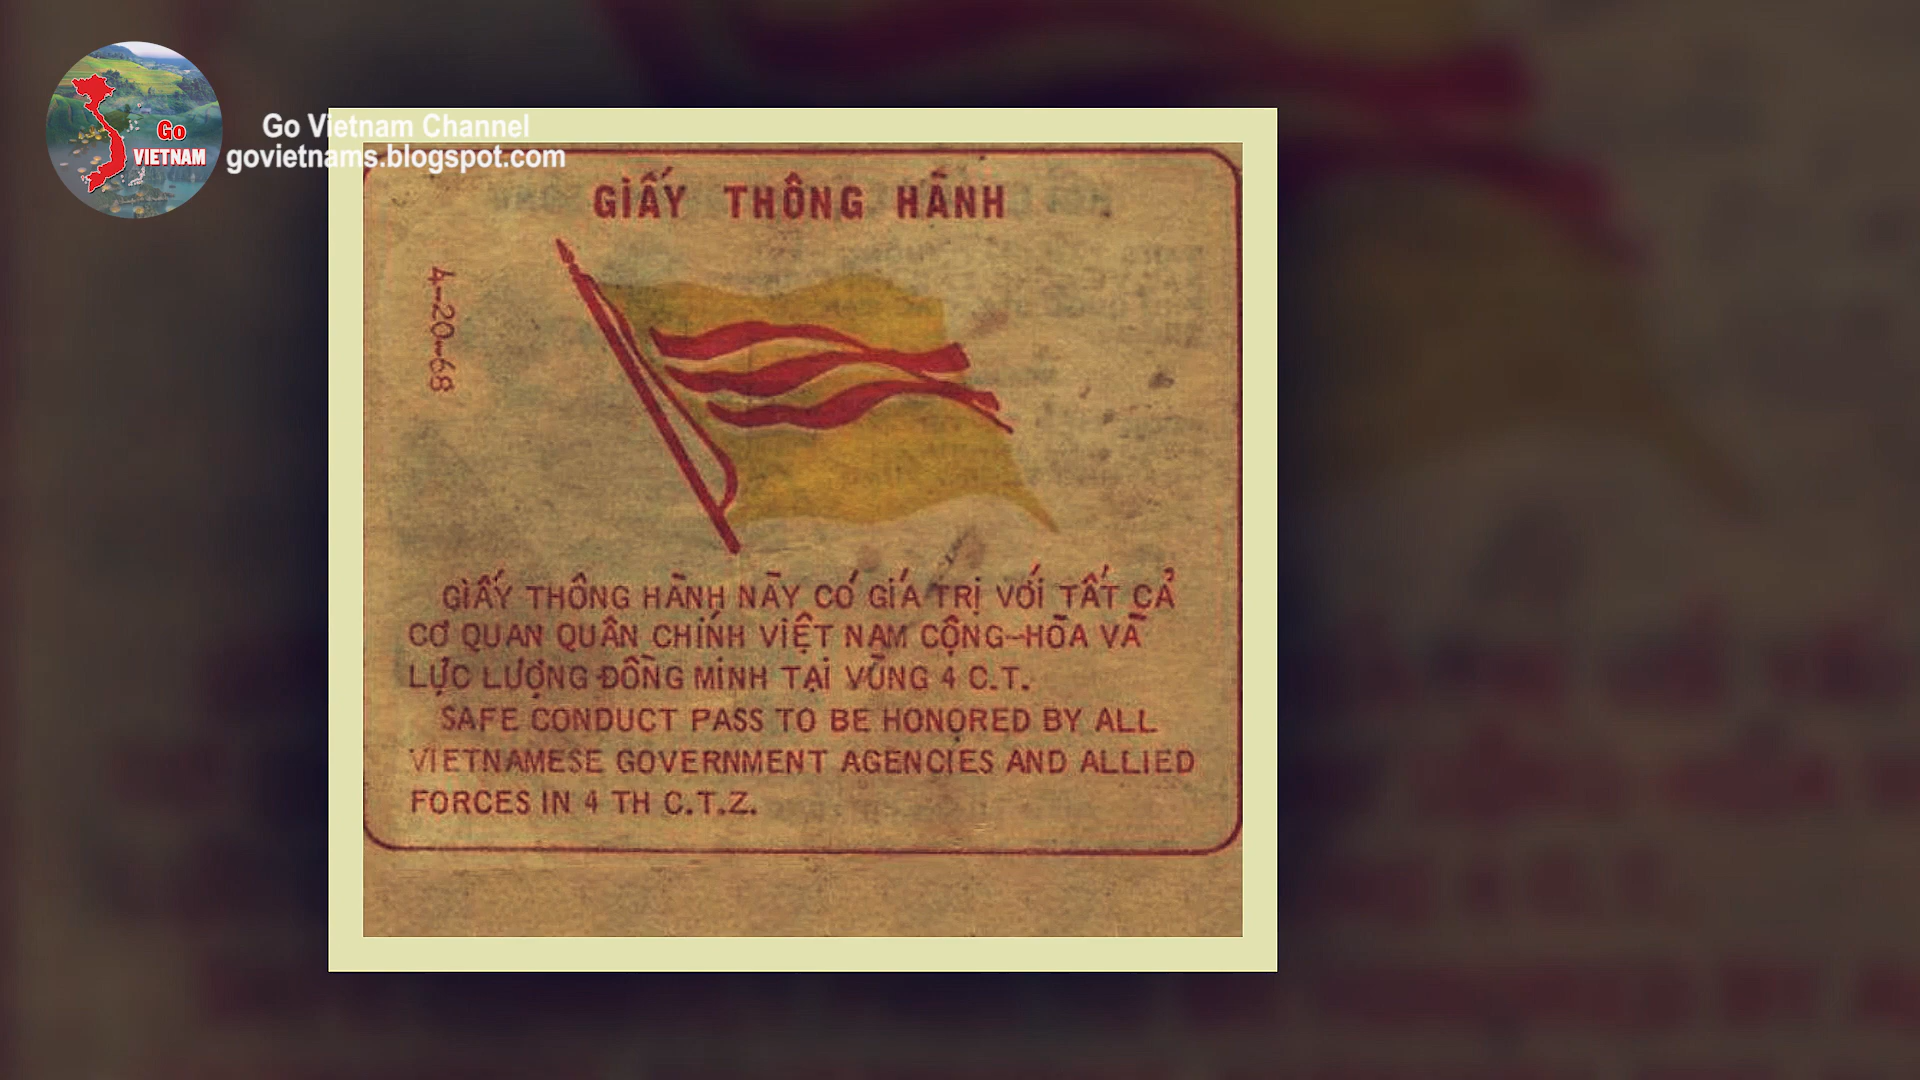 Go
VIETNAM
Go Vietnam Channel
govietnams.blogspot.com
GIẤY THÔNG HÀNH
4-20-68
GIẤY THÔNG HÀNH NÀY CÓ GIÁ TRỊ VỚI TẤT CẢ
CƠ QUAN QUÂN CHÍNH VIỆT NAM CỘNG-HÒA VÀ
LỰC LƯỢNG ĐỒNG MINH TẠI VÙNG 4 C.T.
SAFE CONDUCT PASS TO BE HONORED BY ALL
VIETNAMESE GOVERNMENT AGENCIES AND ALLIED
FORCES IN 4 TH C.T.Z.